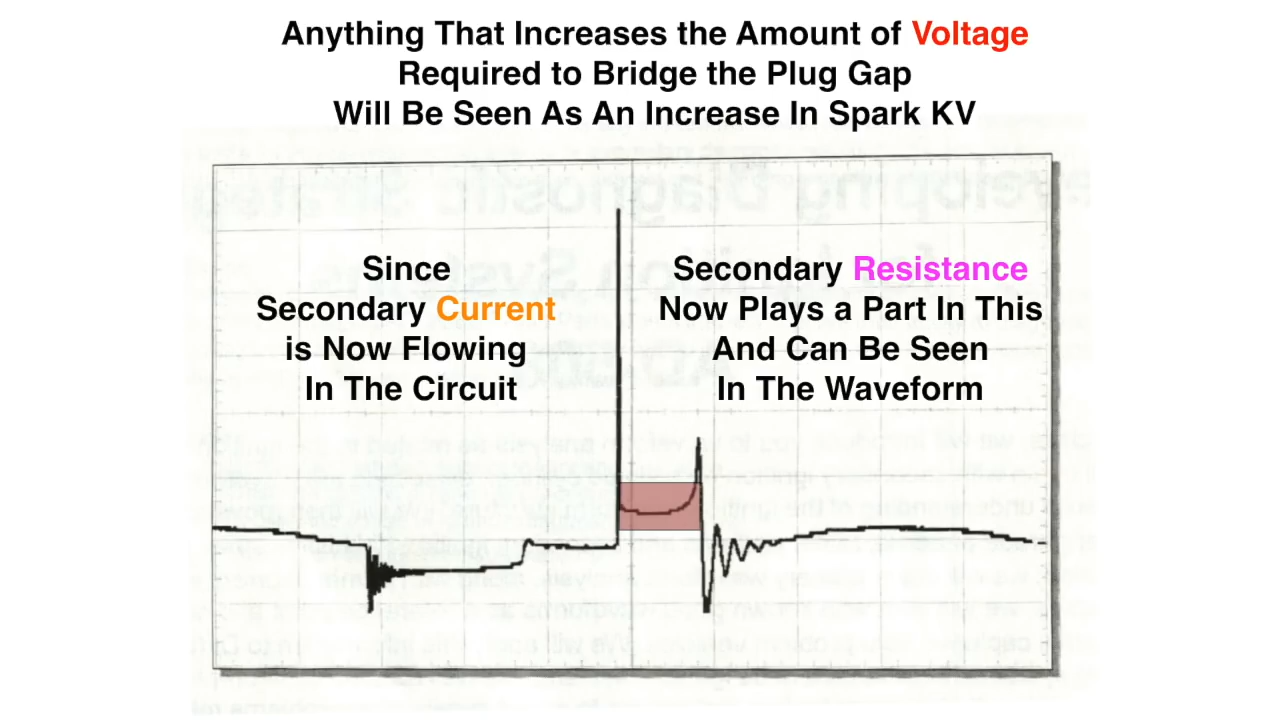 Anything That Increases the Amount of Voltage
Required to Bridge the Plug Gap
Will Be Seen As An Increase In Spark KV
Since
Secondary Current
is Now Flowing
In The Circuit
Secondary Resistance
Now Plays a Part In This
And Can Be Seen
In The Waveform